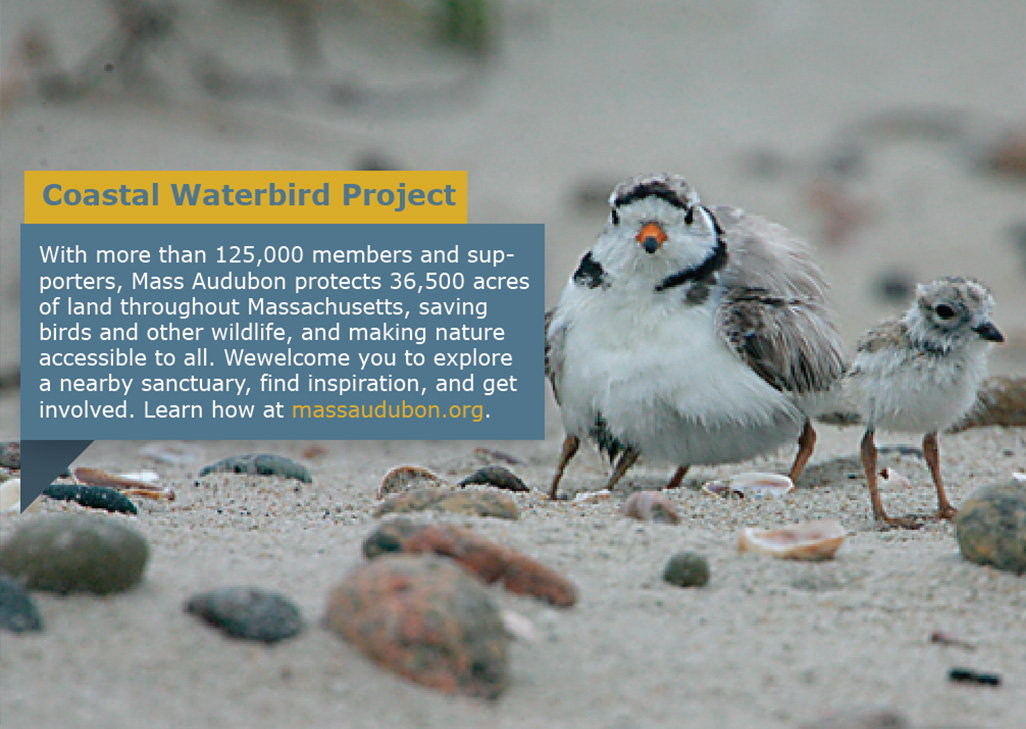 Coastal Waterbird Project
With more than 125,000 members and sup-
porters, Mass Audubon protects 36,500 acres
of land throughout Massachusetts, saving
birds and other wildlife, and making nature
accessible to all. Wewelcome you to explore
a nearby sanctuary, find inspiration, and get
involved. Learn how at massaudubon.org.